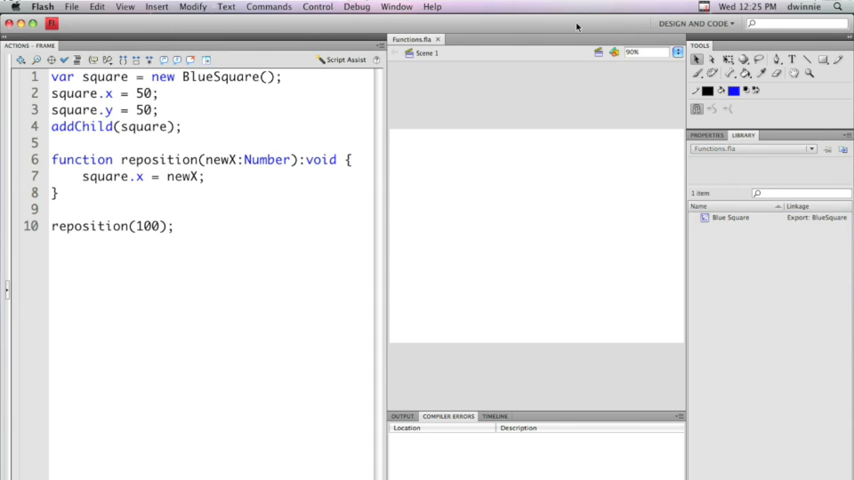 Flash File Edit View Insert Modify Text Commands Control Debug Window Help Wed 12:25 PM dwinnie
Fl DESIGN AND CODE
ACTIONS - FRAME
Script Assist
1 var square = new BlueSquare();
2 square.x = 50;
3 square.y = 50;
4 addChild(square);
5
6 function reposition(newX:Number):void {
7 square.x = newX;
8 }
9
10 reposition(100);
Functions.fla
Scene 1 90%
OUTPUT COMPILER ERRORS TIMELINE
Location Description
TOOLS
T
PROPERTIES LIBRARY
Functions.fla
1 item
Name Linkage
Blue Square Export: BlueSquare